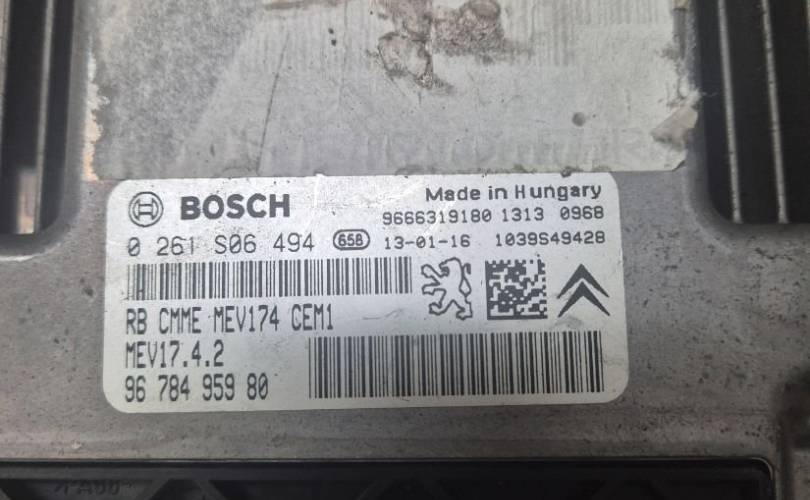 BOSCH
Made in Hungary
9666319180 1313 0968
0 261 S06 494 658 13-01-16 1039S49428
RB CMME MEV174 CEM1
MEV17.4.2
96 784 959 80